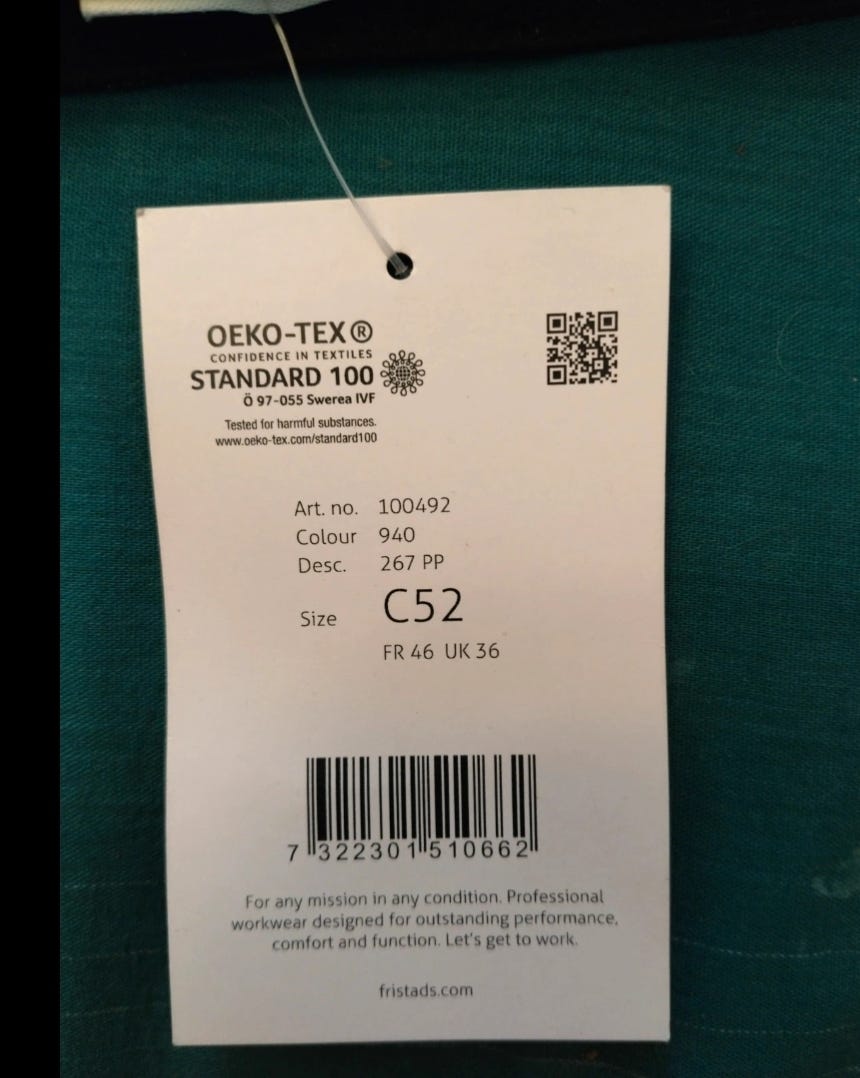 OEKO-TEX®
CONFIDENCE IN TEXTILES
STANDARD 100
Ö 97-055 Swerea IVF
Tested for harmful substances.
www.oeko-tex.com/standard100
Art. no. 100492
Colour 940
Desc. 267 PP
Size C52
FR 46 UK 36
7 322301 510662
For any mission in any condition. Professional
workwear designed for outstanding performance,
comfort and function. Let's get to work.
fristads.com